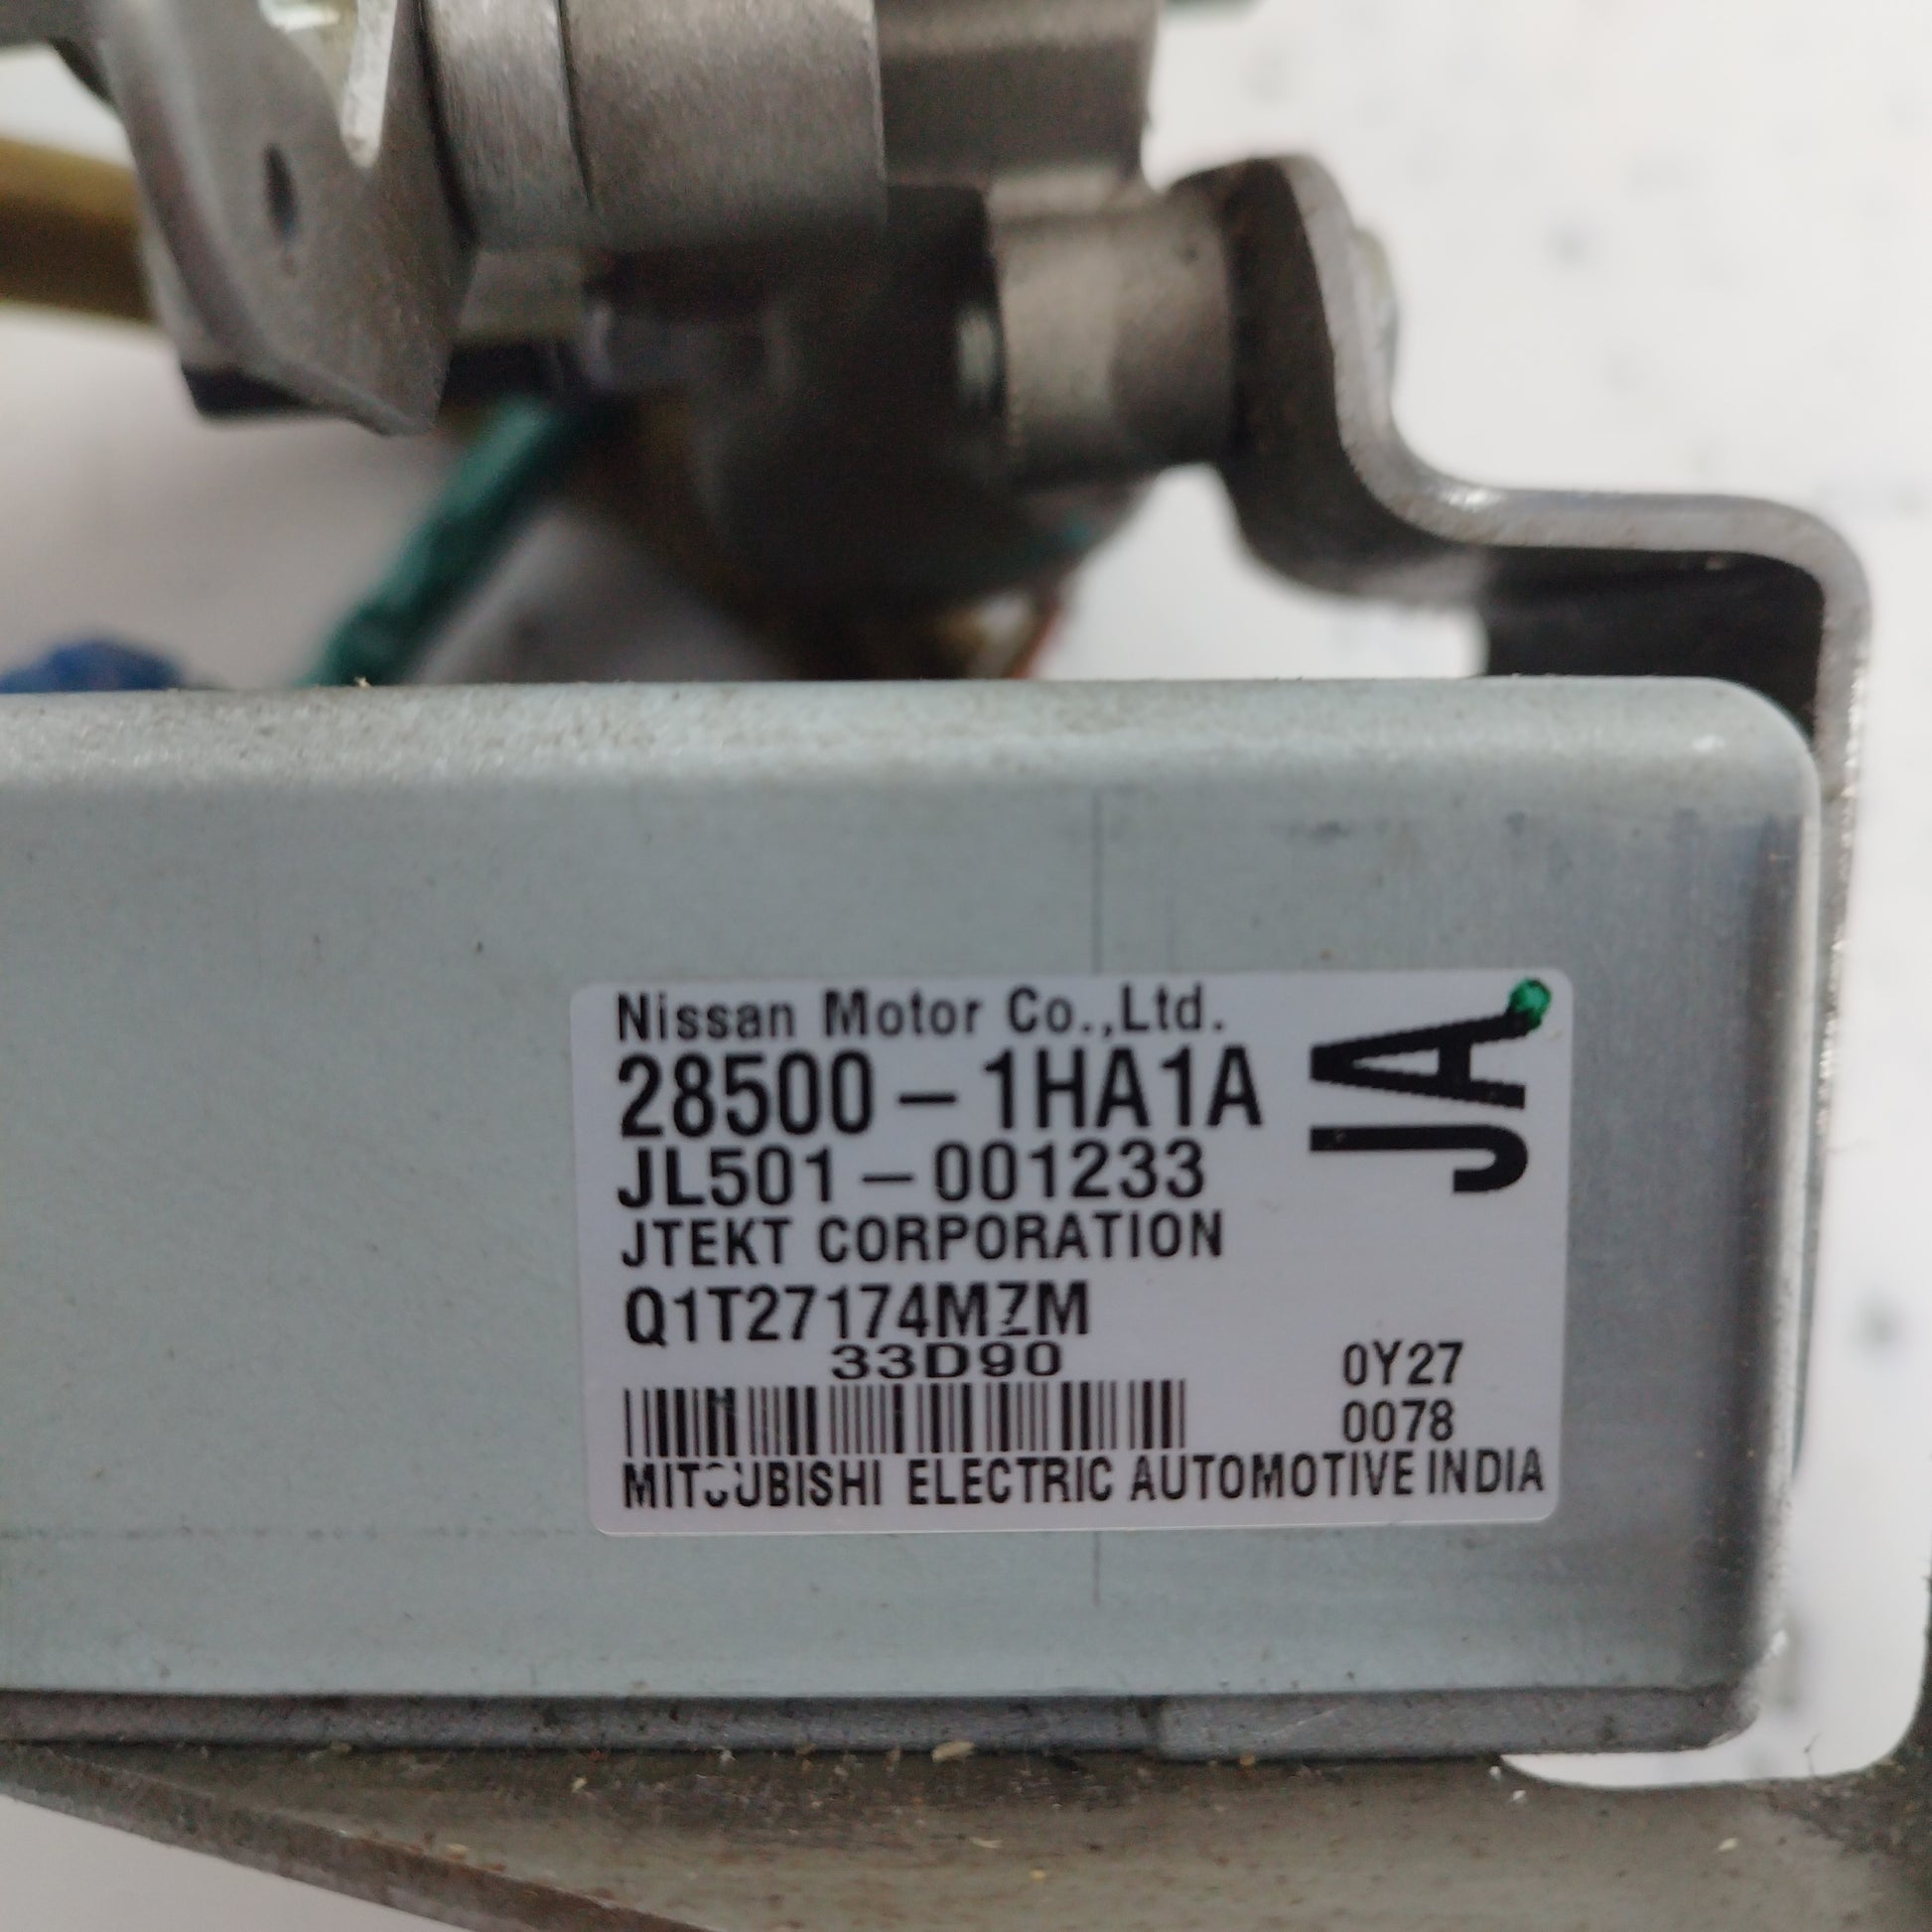 Nissan Motor Co.,Ltd.
28500-1HA1A
JA
JL501-001233
JTEKT CORPORATION
Q1T27174MZM
33D90
0Y27
0078
MITSUBISHI ELECTRIC AUTOMOTIVE INDIA